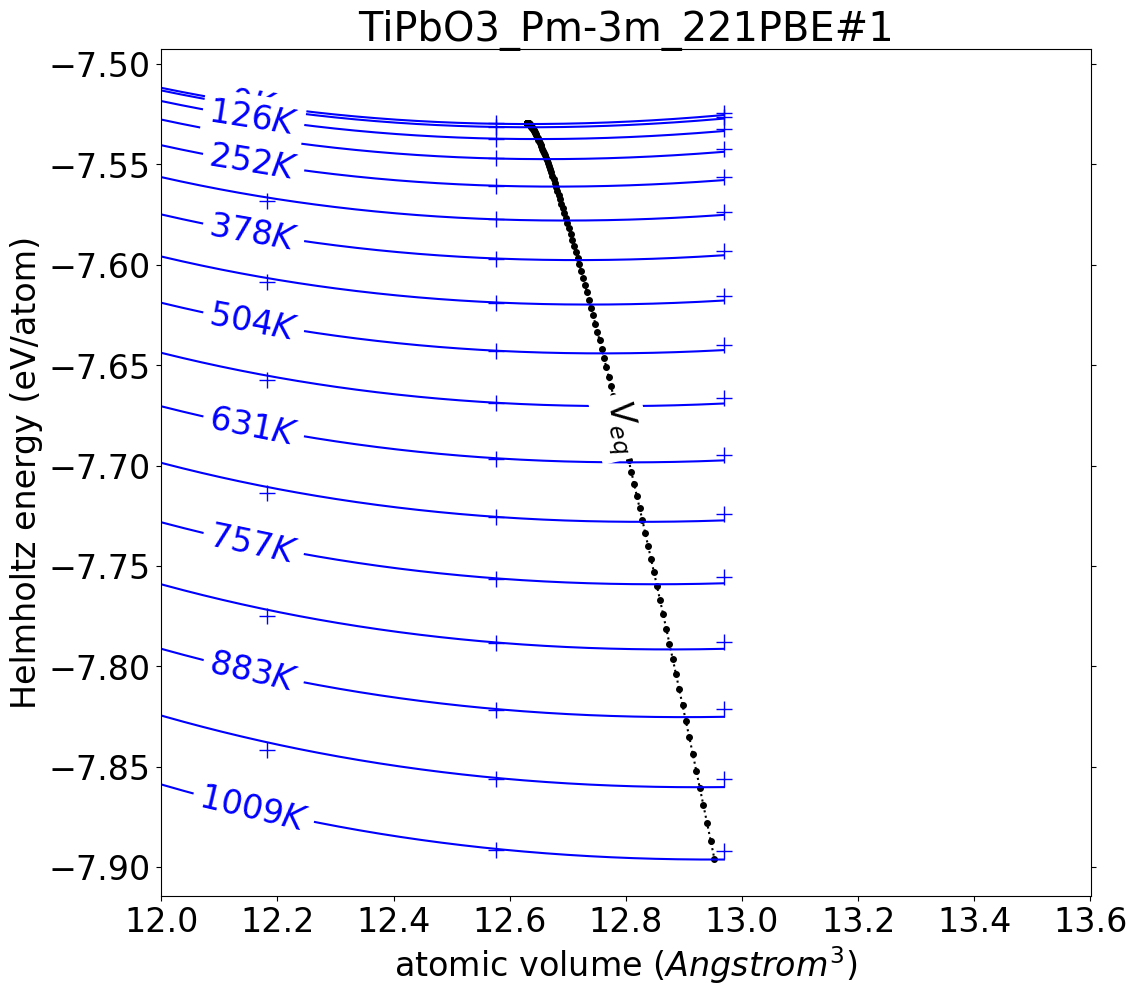 TiPbO3_Pm-3m_221PBE#1
Helmholtz energy (eV/atom)
−7.50
−7.55
−7.60
−7.65
−7.70
−7.75
−7.80
−7.85
−7.90
126K
252K
378K
504K
631K
757K
883K
1009K
V_eq
12.0 12.2 12.4 12.6 12.8 13.0 13.2 13.4 13.6
atomic volume (Angstrom³)